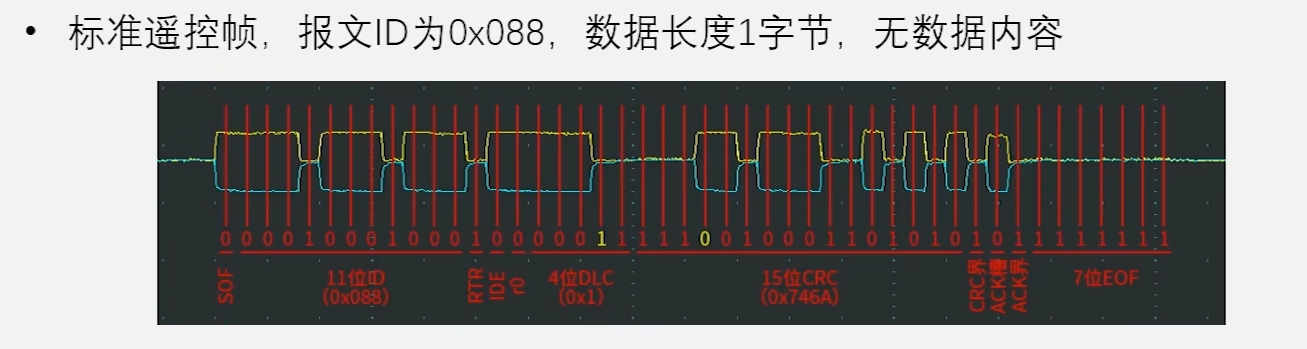 • 标准遥控帧，报文ID为0x088，数据长度1字节，无数据内容
0 0 0 0 1 0 0 0 1 0 0 0 1 0 0 0 0 0 1 1 1 1 1 0 0 1 0 0 0 1 1 0 1 0 1 0 1 0 1 1 1 1 1 1 1 1
SOF
11位ID
(0x088)
RTR
IDE
r0
4位DLC
(0x1)
15位CRC
(0x746A)
CRC界
ACK槽
ACK界
7位EOF